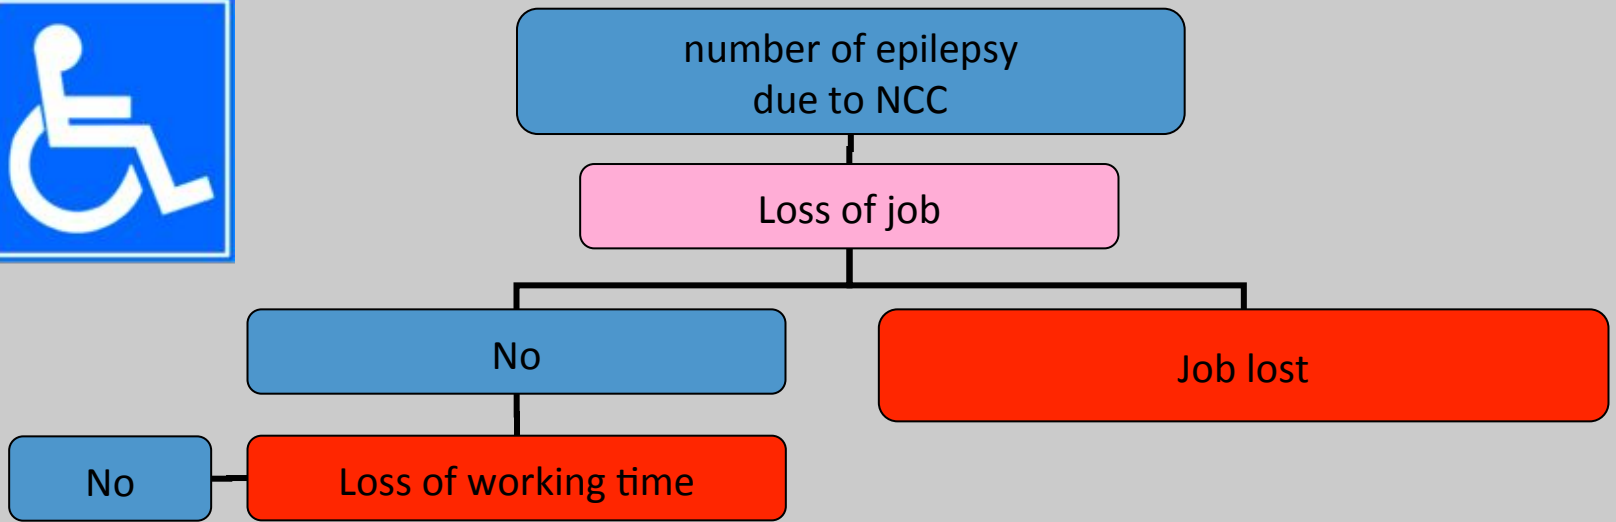 number of epilepsy
due to NCC
Loss of job
No
Job lost
No
Loss of working time